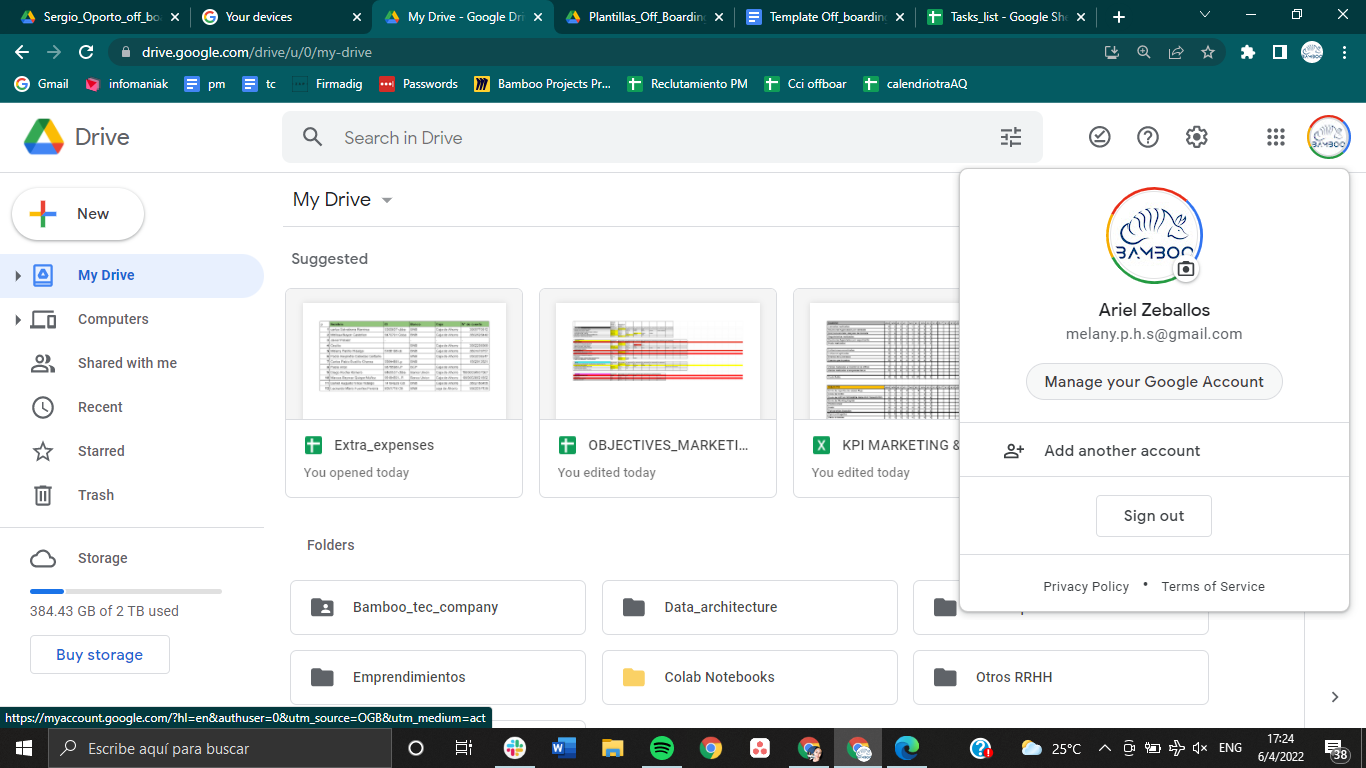 Sergio_Oporto_off_bo
Your devices
My Drive - Google Dri
Plantillas_Off_Boarding
Template Off_boarding
Tasks_list - Google She
drive.google.com/drive/u/0/my-drive
Gmail
infomaniak
pm
tc
Firmadig
Passwords
Bamboo Projects Pr...
Reclutamiento PM
Cci offboar
calendriotraAQ
Drive
Search in Drive
BAMBOO
New
My Drive
BAMBOO
My Drive
Suggested
Computers
Ariel Zeballos
melany.p.h.s@gmail.com
Shared with me
Manage your Google Account
Recent
Extra_expenses
OBJECTIVES_MARKETI...
KPI MARKETING &
Add another account
Starred
You opened today
You edited today
You edited today
Trash
Sign out
Folders
Storage
Privacy Policy • Terms of Service
384.43 GB of 2 TB used
Bamboo_tec_company
Data_architecture
Buy storage
Emprendimientos
Colab Notebooks
Otros RRHH
https://myaccount.google.com/?hl=en&authuser=0&utm_source=OGB&utm_medium=act
Escribe aquí para buscar
25°C
ENG
17:24
6/4/2022
38